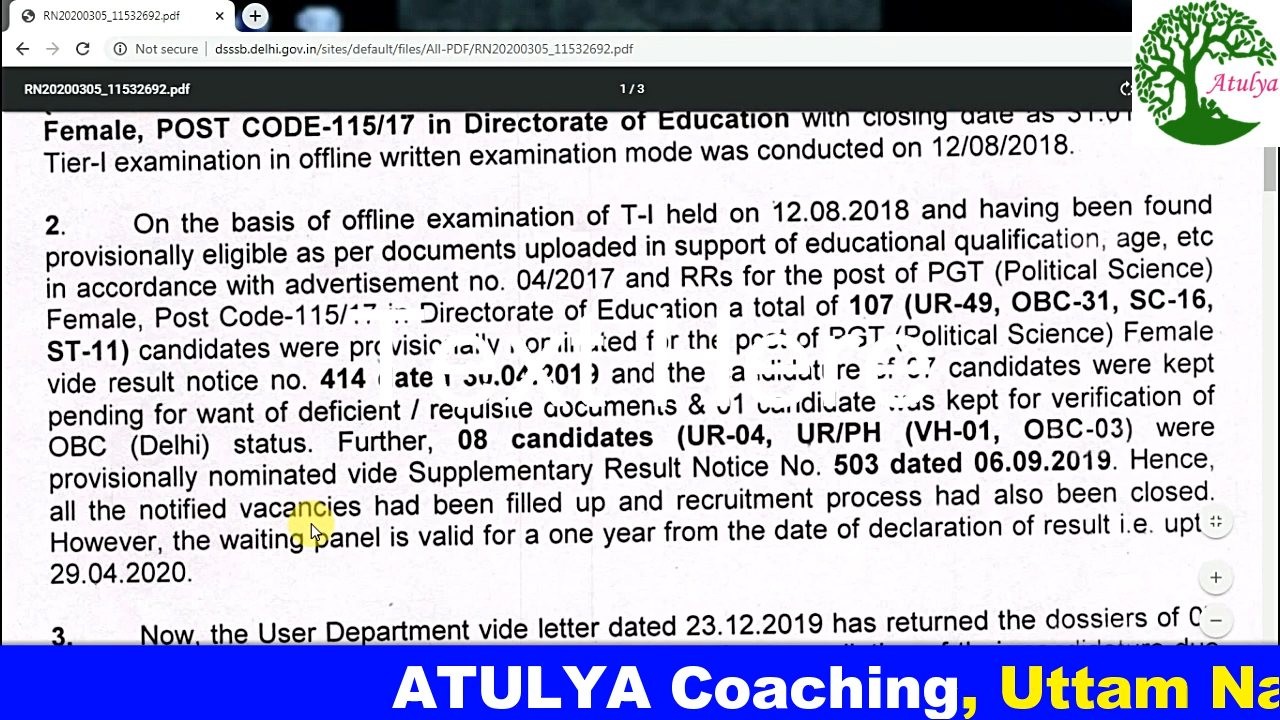 RN20200305_11532692.pdf
Not secure | dsssb.delhi.gov.in/sites/default/files/All-PDF/RN20200305_11532692.pdf
RN20200305_11532692.pdf
1 / 3
Atulya
Female, POST CODE-115/17 in Directorate of Education with closing date as
Tier-I examination in offline written examination mode was conducted on 12/08/2018.
2. On the basis of offline examination of T-I held on 12.08.2018 and having been found
provisionally eligible as per documents uploaded in support of educational qualification, age, etc
in accordance with advertisement no. 04/2017 and RRs for the post of PGT (Political Science)
Female, Post Code-115/17 in Directorate of Education a total of 107 (UR-49, OBC-31, SC-16,
ST-11) candidates were provisionally nominated for the post of PGT (Political Science) Female
vide result notice no. 414 dated 30.04.2019 and the candidature of 07 candidates were kept
pending for want of deficient / requisite documents & 01 candidate was kept for verification of
OBC (Delhi) status. Further, 08 candidates (UR-04, UR/PH (VH-01, OBC-03) were
provisionally nominated vide Supplementary Result Notice No. 503 dated 06.09.2019. Hence,
all the notified vacancies had been filled up and recruitment process had also been closed.
However, the waiting panel is valid for a one year from the date of declaration of result i.e. upt
29.04.2020.
3. Now, the User Department vide letter dated 23.12.2019 has returned the dossiers of
Text Here
ATULYA Coaching, Uttam Na